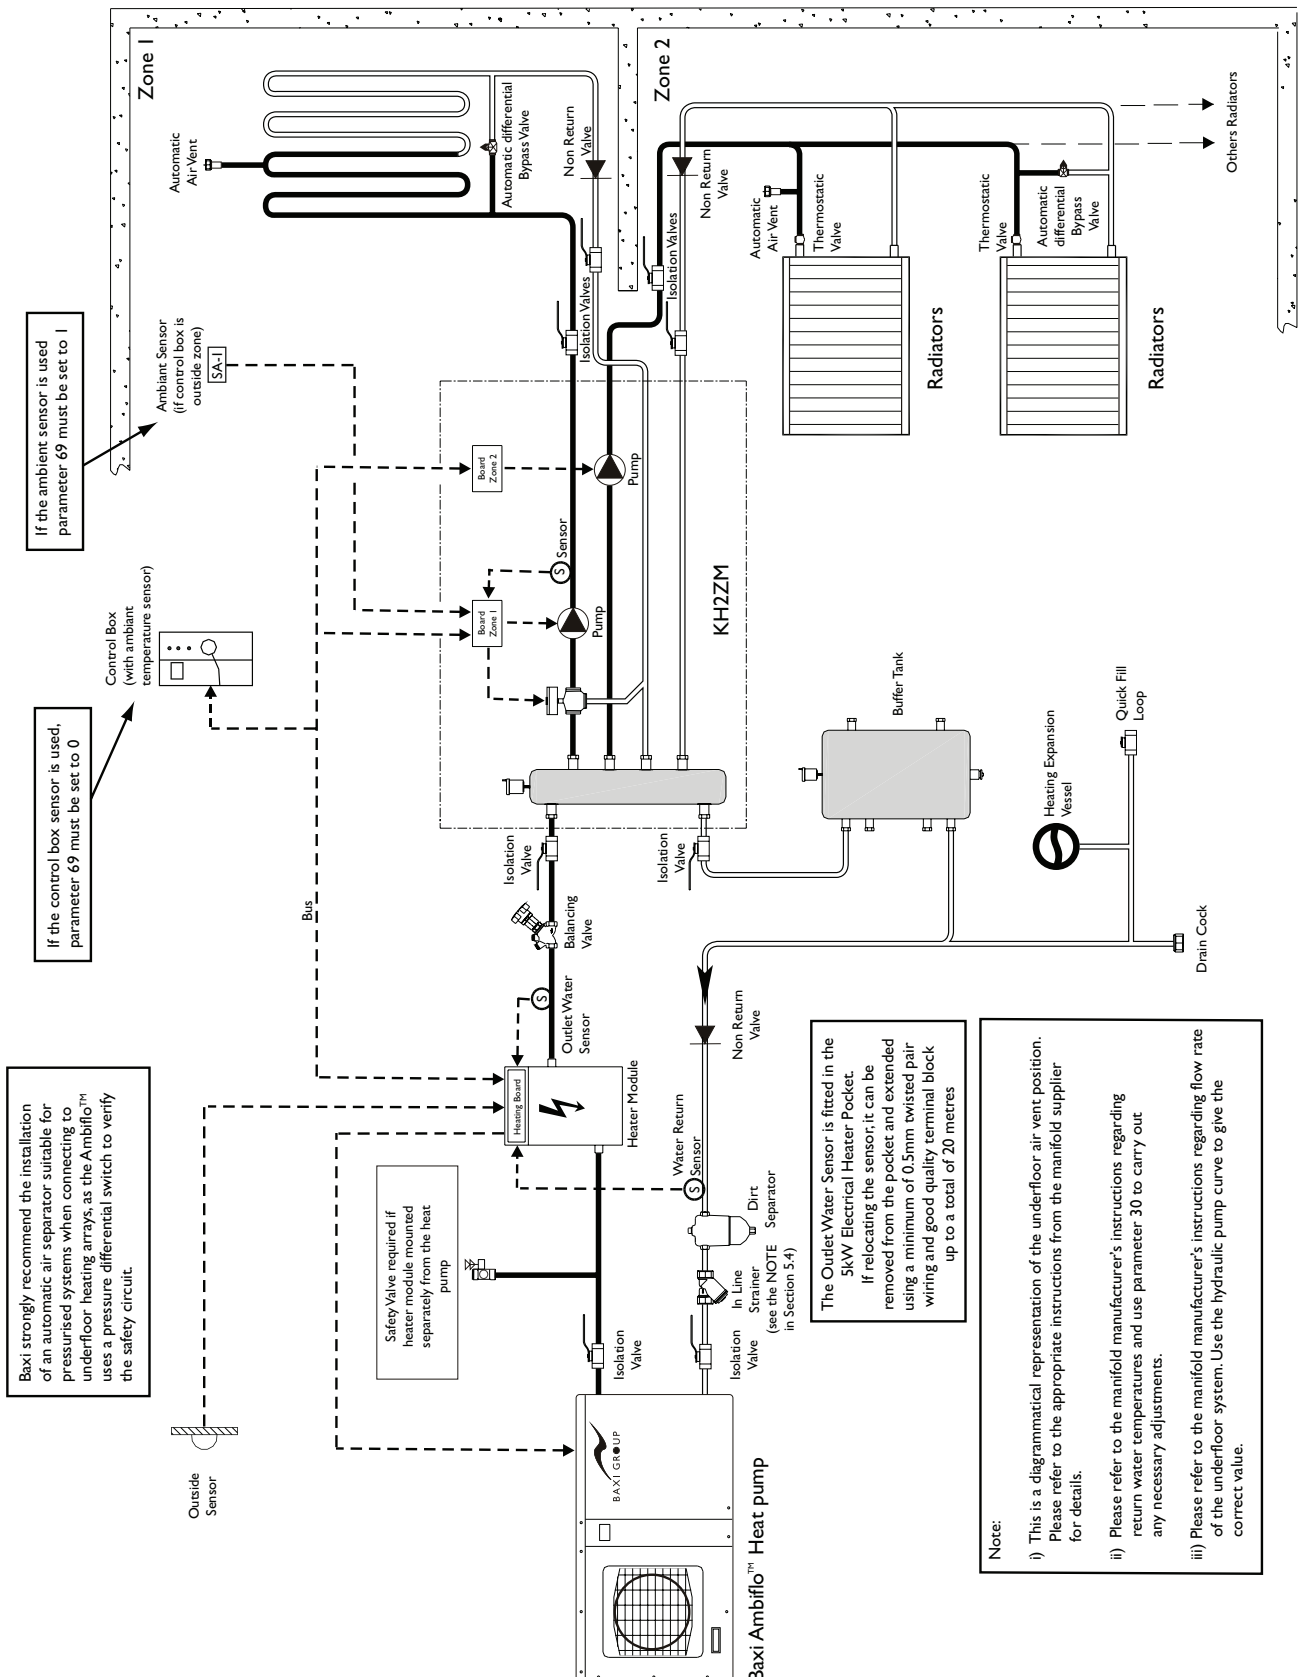 Baxi strongly recommend the installation
of an automatic air separator suitable for
pressurised systems when connecting to
underfloor heating arrays, as the Ambiflo™
uses a pressure differential switch to verify
the safety circuit.
If the control box sensor is used,
parameter 69 must be set to 0
If the ambient sensor is used
parameter 69 must be set to 1
Outside
Sensor
Bus
Control Box
(with ambiant
temperature sensor)
Ambiant Sensor
(if control box is
outside zone)
SA-1
Zone 1
Automatic
Air Vent
Automatic differential
Bypass Valve
Non Return
Valve
Isolation Valves
Zone 2
Non Return
Valve
Isolation Valves
Automatic
Air Vent
Thermostatic
Valve
Thermostatic
Valve
Automatic
differential
Bypass
Valve
Others Radiators
Radiators
Radiators
Board
Zone 2
Board
Zone 1
S
Sensor
Pump
Pump
KH2ZM
Safety Valve required if
heater module mounted
separately from the heat
pump
Heating Board
Heater Module
S
Outlet Water
Sensor
Balancing
Valve
Isolation
Valve
Isolation
Valve
Buffer Tank
Heating Expansion
Vessel
Quick Fill
Loop
Drain Cock
Non Return
Valve
Water Return
Sensor
S
Dirt
Separator
In Line
Strainer
(see the NOTE
in Section 5.4)
Isolation
Valve
Isolation
Valve
BAXI GROUP
Baxi Ambiflo™ Heat pump
The Outlet Water Sensor is fitted in the
5kW Electrical Heater Pocket.
If relocating the sensor, it can be
removed from the pocket and extended
using a minimum of 0.5mm twisted pair
wiring and good quality terminal block
up to a total of 20 metres
Note:
i) This is a diagrammatical representation of the underfloor air vent position.
Please refer to the appropriate instructions from the manifold supplier
for details.
ii) Please refer to the manifold manufacturer's instructions regarding
return water temperatures and use parameter 30 to carry out
any necessary adjustments.
iii) Please refer to the manifold manufacturer's instructions regarding flow rate
of the underfloor system. Use the hydraulic pump curve to give the
correct value.